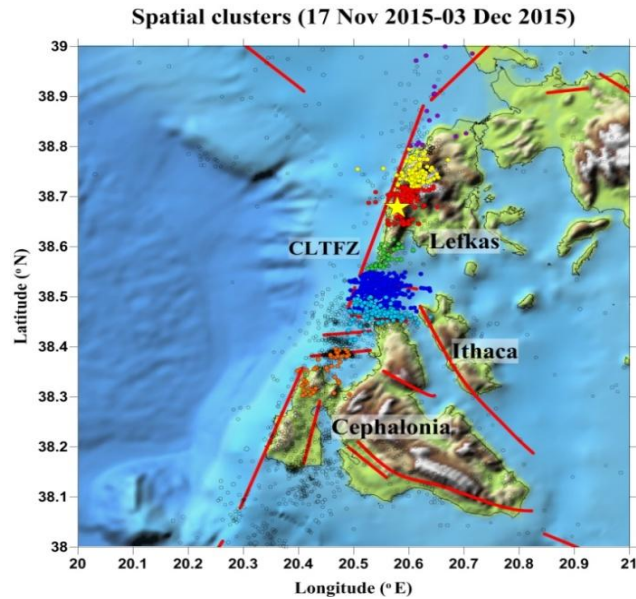 Spatial clusters (17 Nov 2015-03 Dec 2015)
39
38.9
38.8
38.7
38.6
38.5
38.4
38.3
38.2
38.1
38
Latitude (°N)
CLTFZ
Lefkas
Ithaca
Cephalonia
20 20.1 20.2 20.3 20.4 20.5 20.6 20.7 20.8 20.9 21
Longitude (°E)